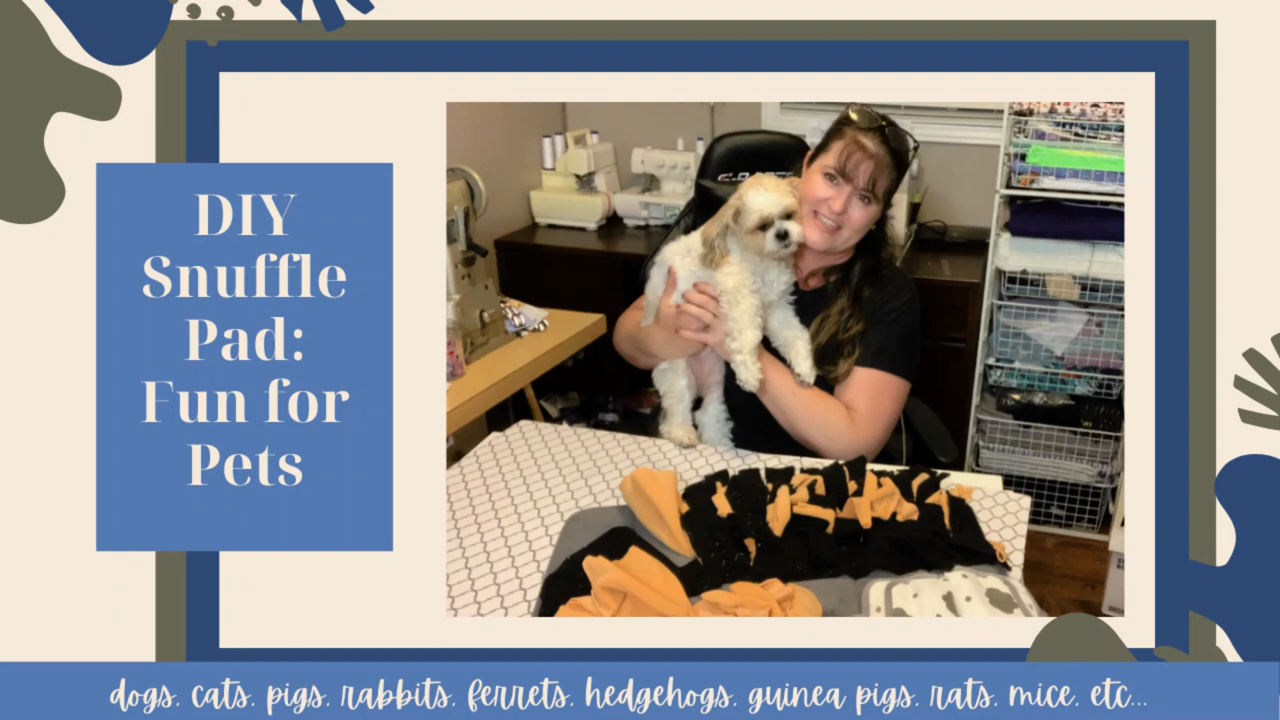 DIY
Snuffle
Pad:
Fun for
Pets
dogs. cats. pigs. rabbits. ferrets. hedgehogs. guinea pigs. rats. mice. etc...